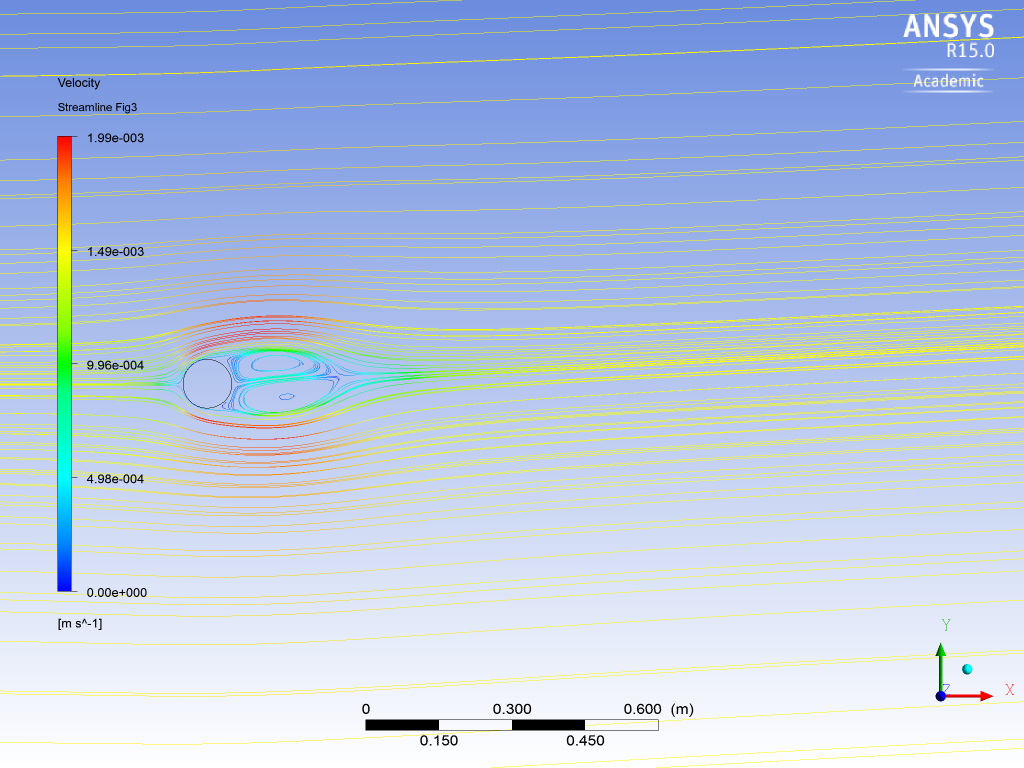 ANSYS
R15.0
Academic
Velocity
Streamline Fig3
1.99e-003
1.49e-003
9.96e-004
4.98e-004
0.00e+000
[m s^-1]
Y
Z
X
0 0.300 0.600 (m)
0.150 0.450